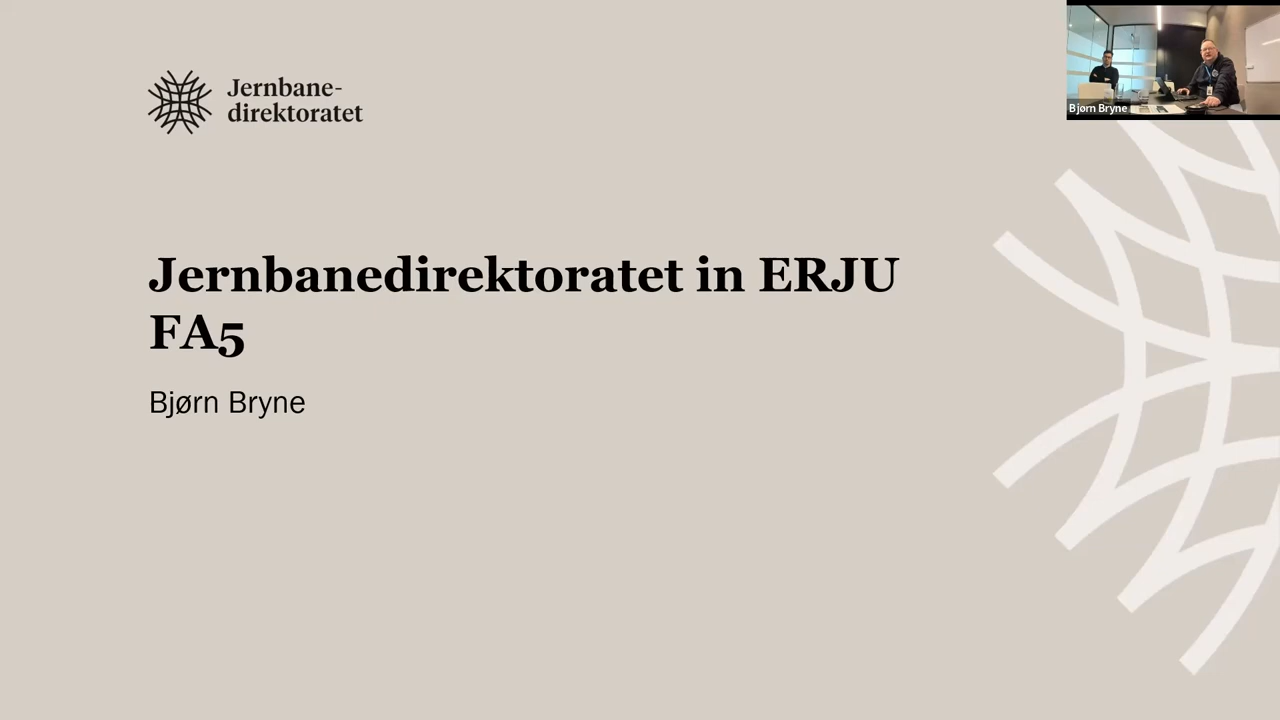 Jernbane-
direktoratet
Bjørn Bryne
Jernbanedirektoratet in ERJU
FA5
Bjørn Bryne